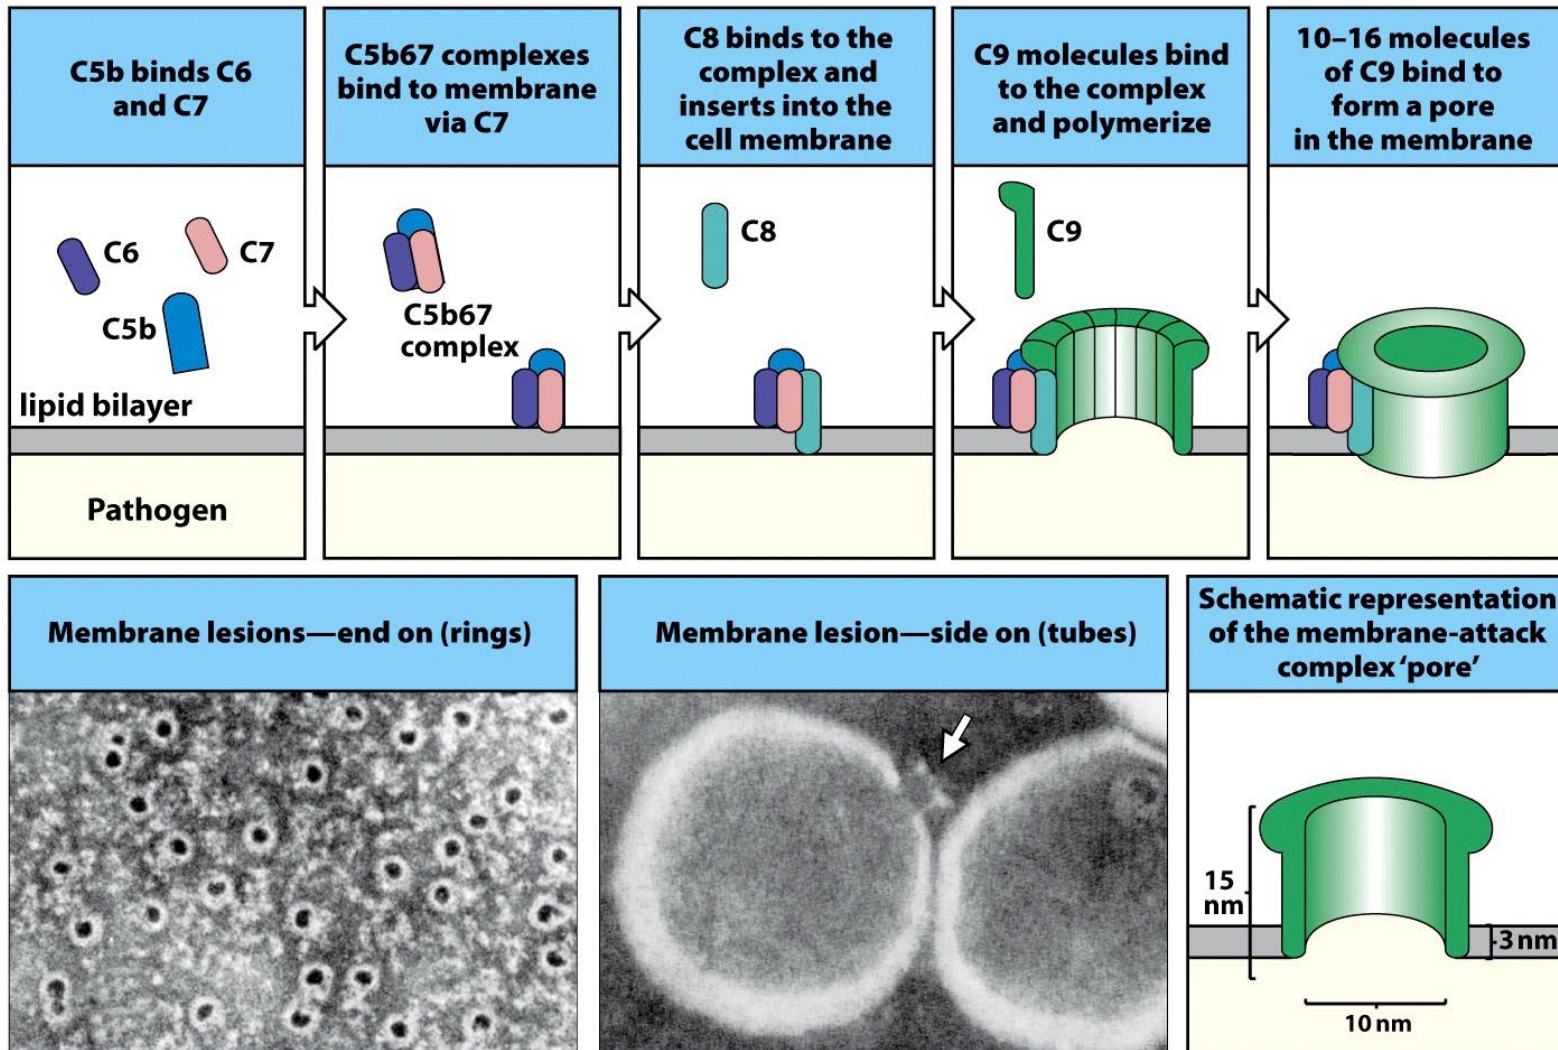 C5b binds C6
and C7
C5b67 complexes
bind to membrane
via C7
C8 binds to the
complex and
inserts into the
cell membrane
C9 molecules bind
to the complex
and polymerize
10–16 molecules
of C9 bind to
form a pore
in the membrane
C6
C7
C5b
lipid bilayer
Pathogen
C5b67
complex
C8
C9
Membrane lesions—end on (rings)
Membrane lesion—side on (tubes)
Schematic representation
of the membrane-attack
complex ‘pore’
15
nm
3 nm
10 nm